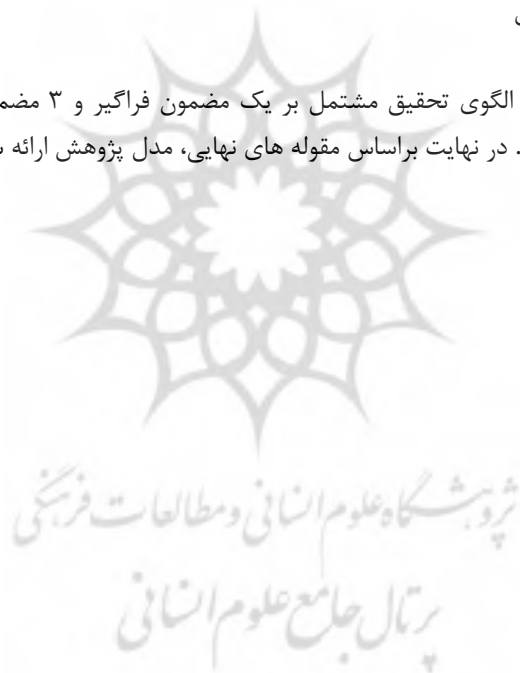 الگوی تحقیق مشتمل بر یک مضمون فراگیر و ۳
. در نهایت براساس مقوله های نهایی، مدل پژوهش ارائه
پژوهشگاه علوم انسانی و مطالعات فرهنگی
پرتال جامع علوم انسانی